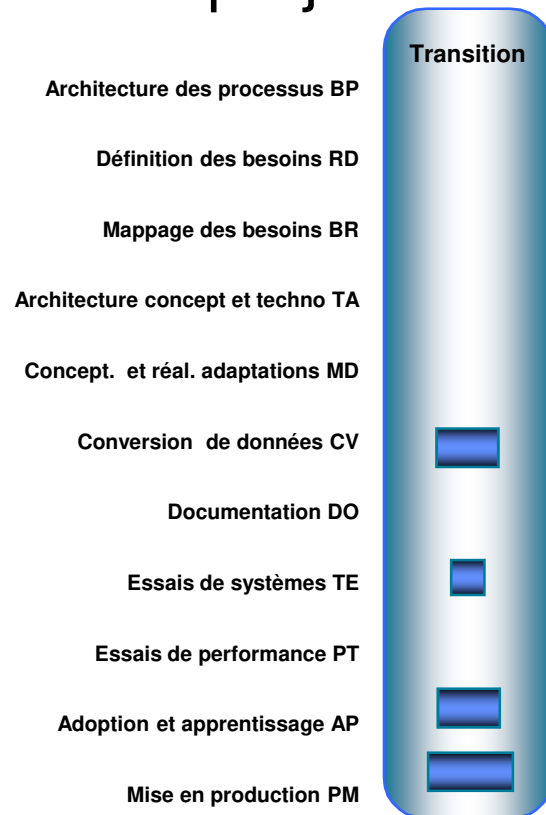 Transition
Architecture des processus BP
Définition des besoins RD
Mappage des besoins BR
Architecture concept et techno TA
Concept. et réal. adaptations MD
Conversion de données CV
Documentation DO
Essais de systèmes TE
Essais de performance PT
Adoption et apprentissage AP
Mise en production PM